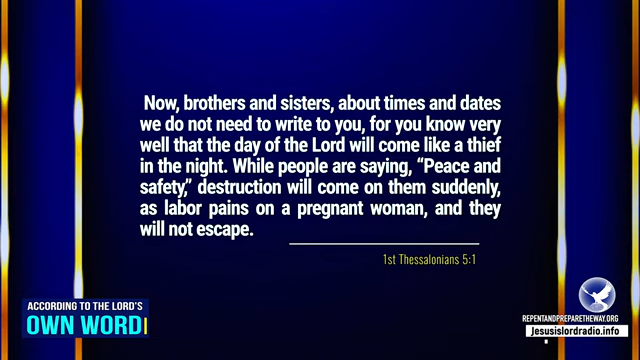 Now, brothers and sisters, about times and dates
we do not need to write to you, for you know very
well that the day of the Lord will come like a thief
in the night. While people are saying, “Peace and
safety,” destruction will come on them suddenly,
as labor pains on a pregnant woman, and they
will not escape.
1st Thessalonians 5:1
ACCORDING TO THE LORD'S
OWN WORD
REPENTANDPREPARETHEWAY.ORG
Jesusislordradio.info